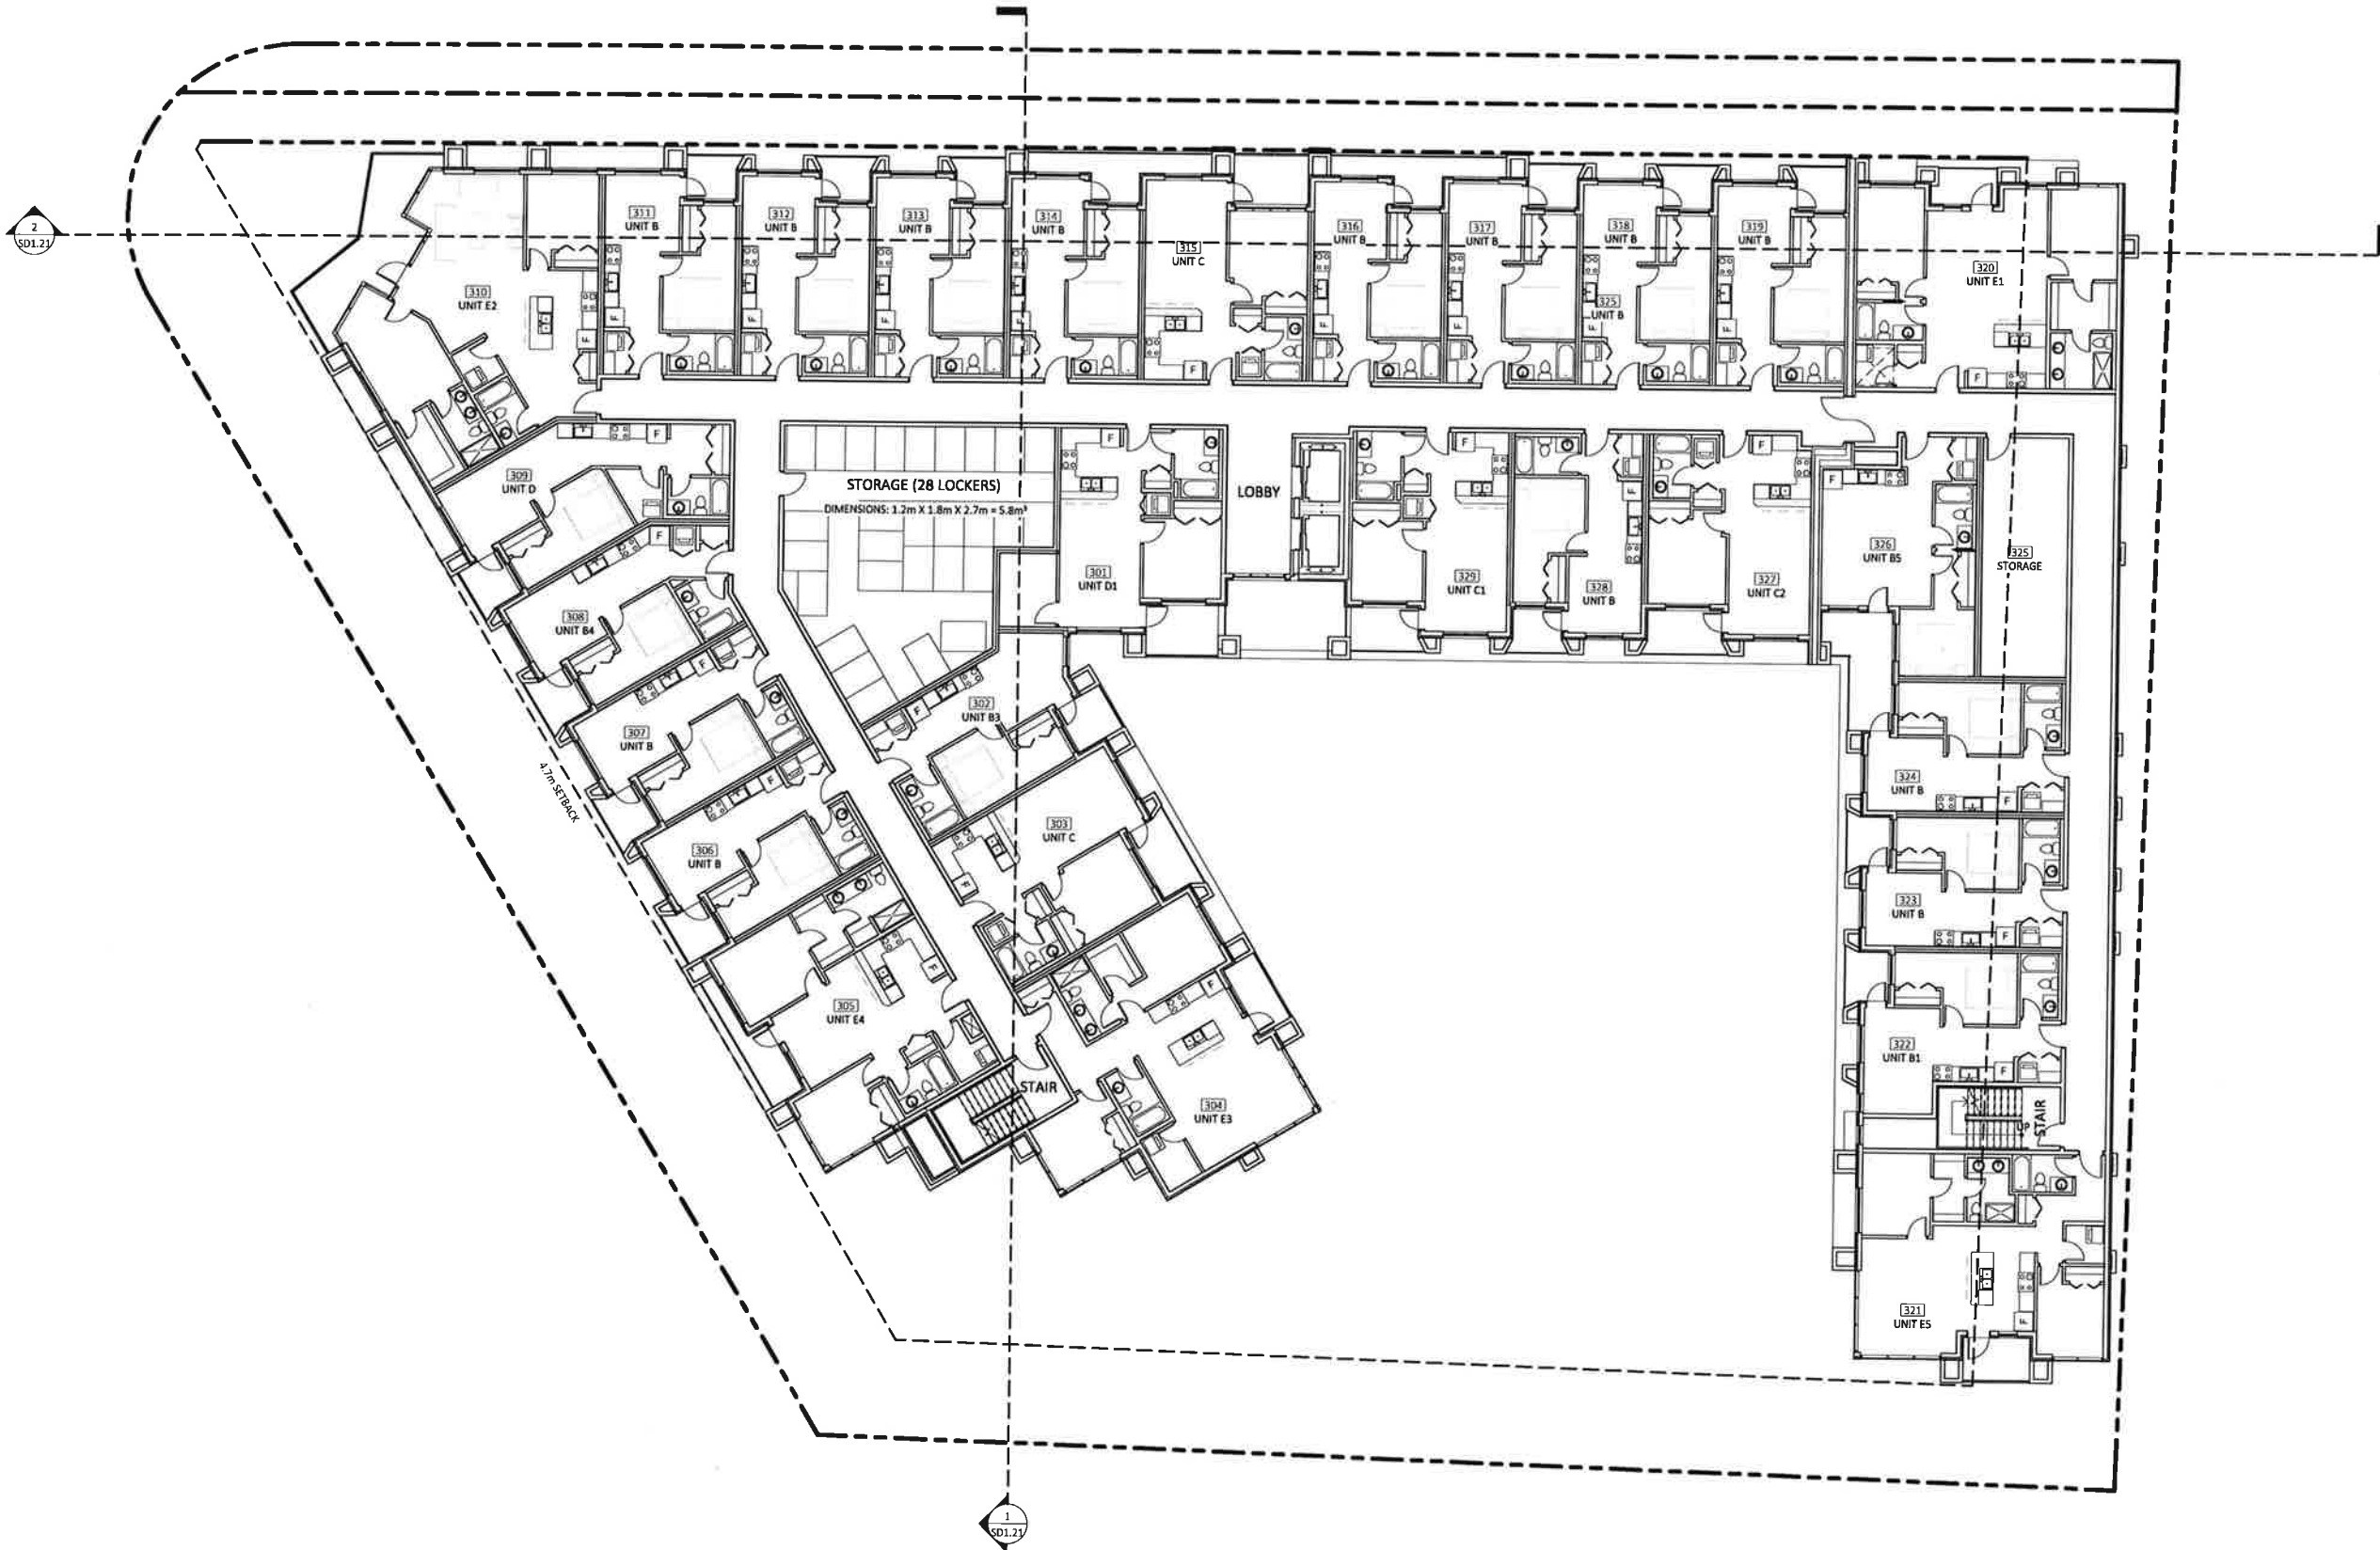 2
SD1.21
311
UNIT B
312
UNIT B
313
UNIT B
314
UNIT B
315
UNIT C
316
UNIT B
317
UNIT B
318
UNIT B
319
UNIT B
320
UNIT E1
310
UNIT E2
325
UNIT B
F
F
F
F
F
F
F
F
F
F
F
309
UNIT D
F
STORAGE (28 LOCKERS)
DIMENSIONS: 1.2m X 1.8m X 2.7m = 5.8m³
F
301
UNIT D1
LOBBY
F
329
UNIT C1
F
328
UNIT B
F
327
UNIT C2
F
326
UNIT B5
325
STORAGE
F
308
UNIT B4
F
307
UNIT B
F
306
UNIT B
4.7m SETBACK
F
302
UNIT B3
303
UNIT C
F
324
UNIT B
F
323
UNIT B
F
322
UNIT B1
F
F
305
UNIT E4
F
STAIR
304
UNIT E3
UP
STAIR
321
UNIT E5
F
1
SD1.21